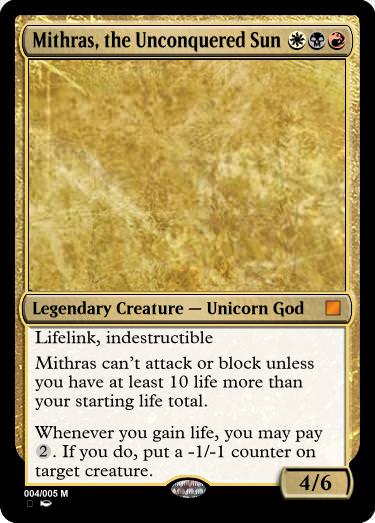 Mithras, the Unconquered Sun
Legendary Creature — Unicorn God
Lifelink, indestructible
Mithras can't attack or block unless
you have at least 10 life more than
your starting life total.
Whenever you gain life, you may pay
2. If you do, put a -1/-1 counter on
target creature.
4/6
004/005 M